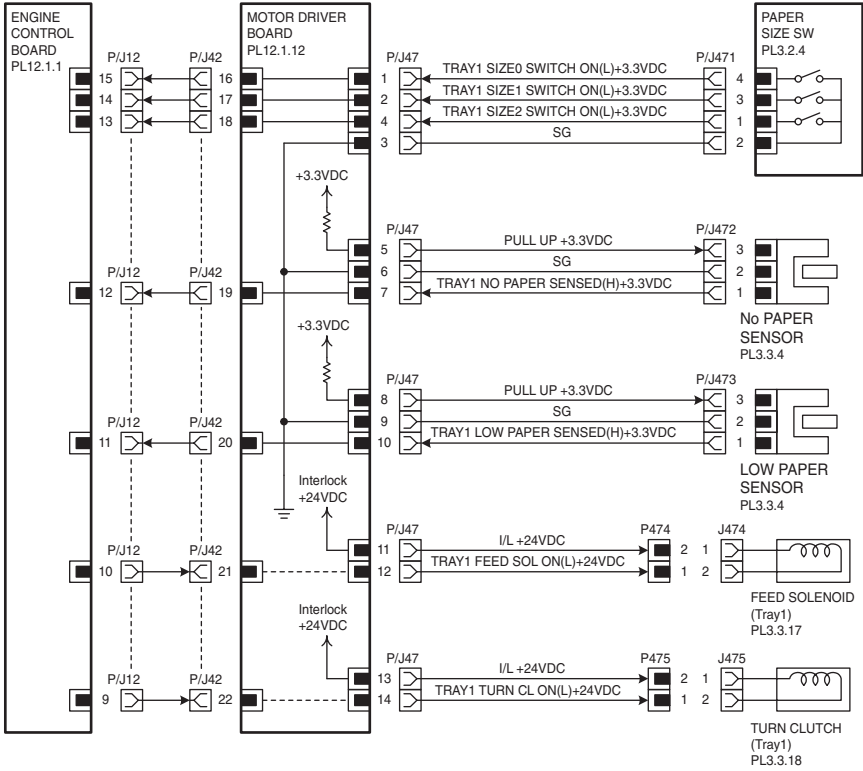 ENGINE
CONTROL
BOARD
PL12.1.1
MOTOR DRIVER
BOARD
PL12.1.12
PAPER
SIZE SW
PL3.2.4
P/J12 P/J42 P/J47 P/J471
15 16 1 TRAY1 SIZE0 SWITCH ON(L)+3.3VDC 4
14 17 2 TRAY1 SIZE1 SWITCH ON(L)+3.3VDC 3
13 18 4 TRAY1 SIZE2 SWITCH ON(L)+3.3VDC 1
3 SG 2
+3.3VDC
P/J47 P/J472
5 PULL UP +3.3VDC 3
6 SG 2
P/J12 P/J42
12 19 7 TRAY1 NO PAPER SENSED(H)+3.3VDC 1
No PAPER
SENSOR
PL3.3.4
+3.3VDC
P/J47 P/J473
8 PULL UP +3.3VDC 3
9 SG 2
P/J12 P/J42
11 20 10 TRAY1 LOW PAPER SENSED(H)+3.3VDC 1
LOW PAPER
SENSOR
PL3.3.4
Interlock
+24VDC
P/J47 P474 J474
11 I/L +24VDC 2 1
P/J12 P/J42
10 21 12 TRAY1 FEED SOL ON(L)+24VDC 1 2
FEED SOLENOID
(Tray1)
PL3.3.17
Interlock
+24VDC
P/J47 P475 J475
13 I/L +24VDC 2 1
P/J12 P/J42
9 22 14 TRAY1 TURN CL ON(L)+24VDC 1 2
TURN CLUTCH
(Tray1)
PL3.3.18